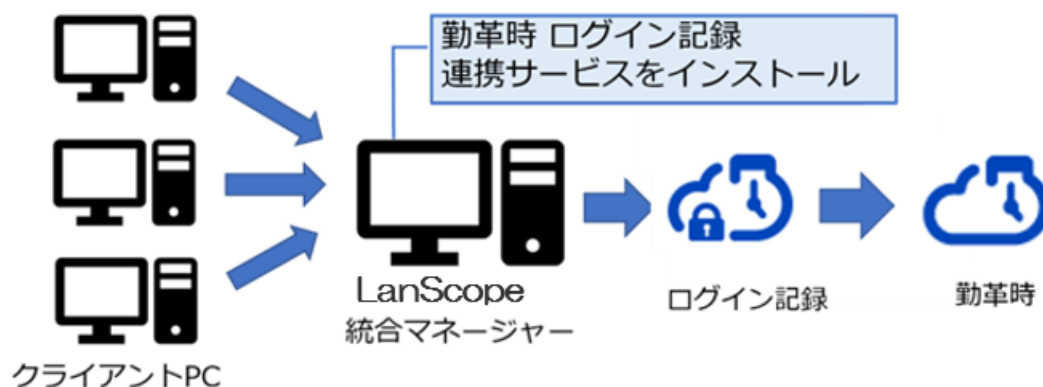 勤革時 ログイン記録
連携サービスをインストール
LanScope
統合マネージャー
ログイン記録
勤革時
クライアントPC